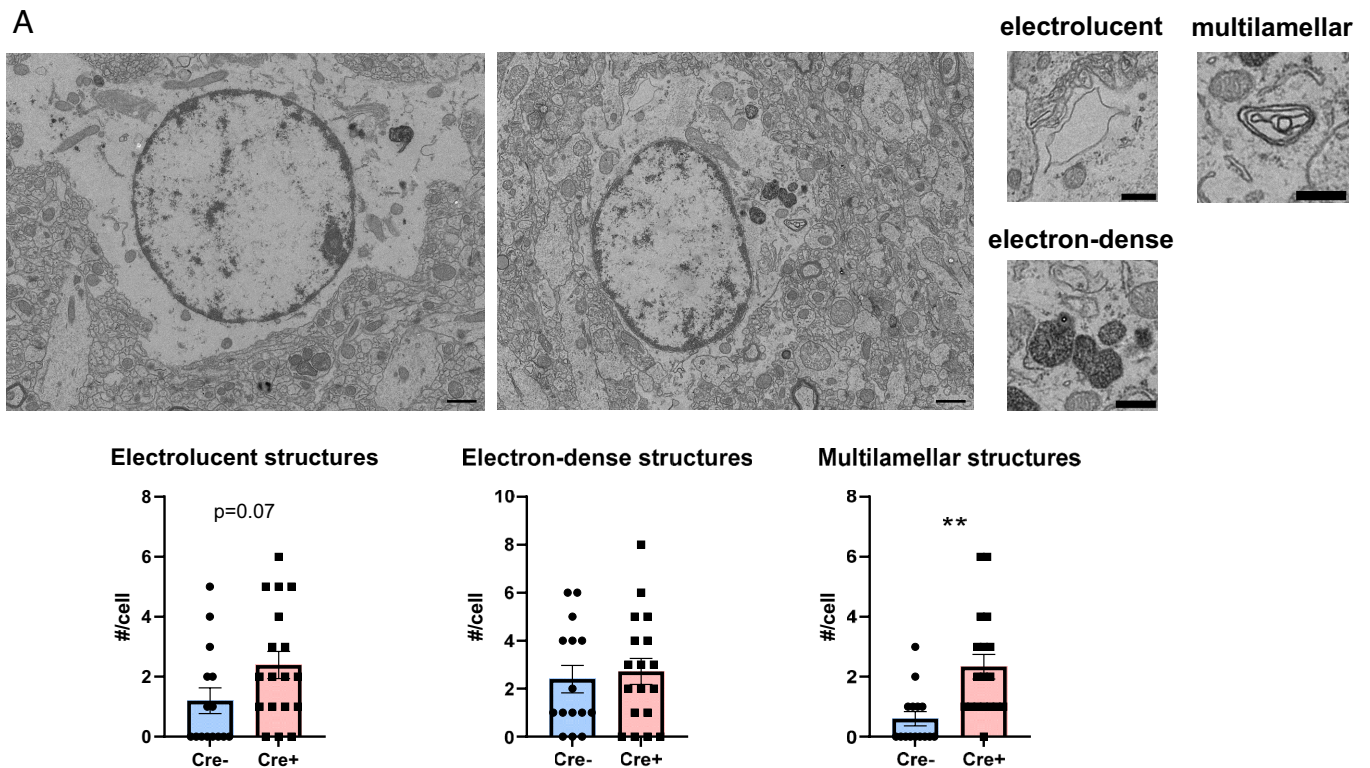 A
electrolucent
multilamellar
electron-dense
Electrolucent structures
8
6
4
2
0
#/cell
p=0.07
Cre-
Cre+
Electron-dense structures
10
8
6
4
2
0
#/cell
Cre-
Cre+
Multilamellar structures
8
6
4
2
0
#/cell
**
Cre-
Cre+